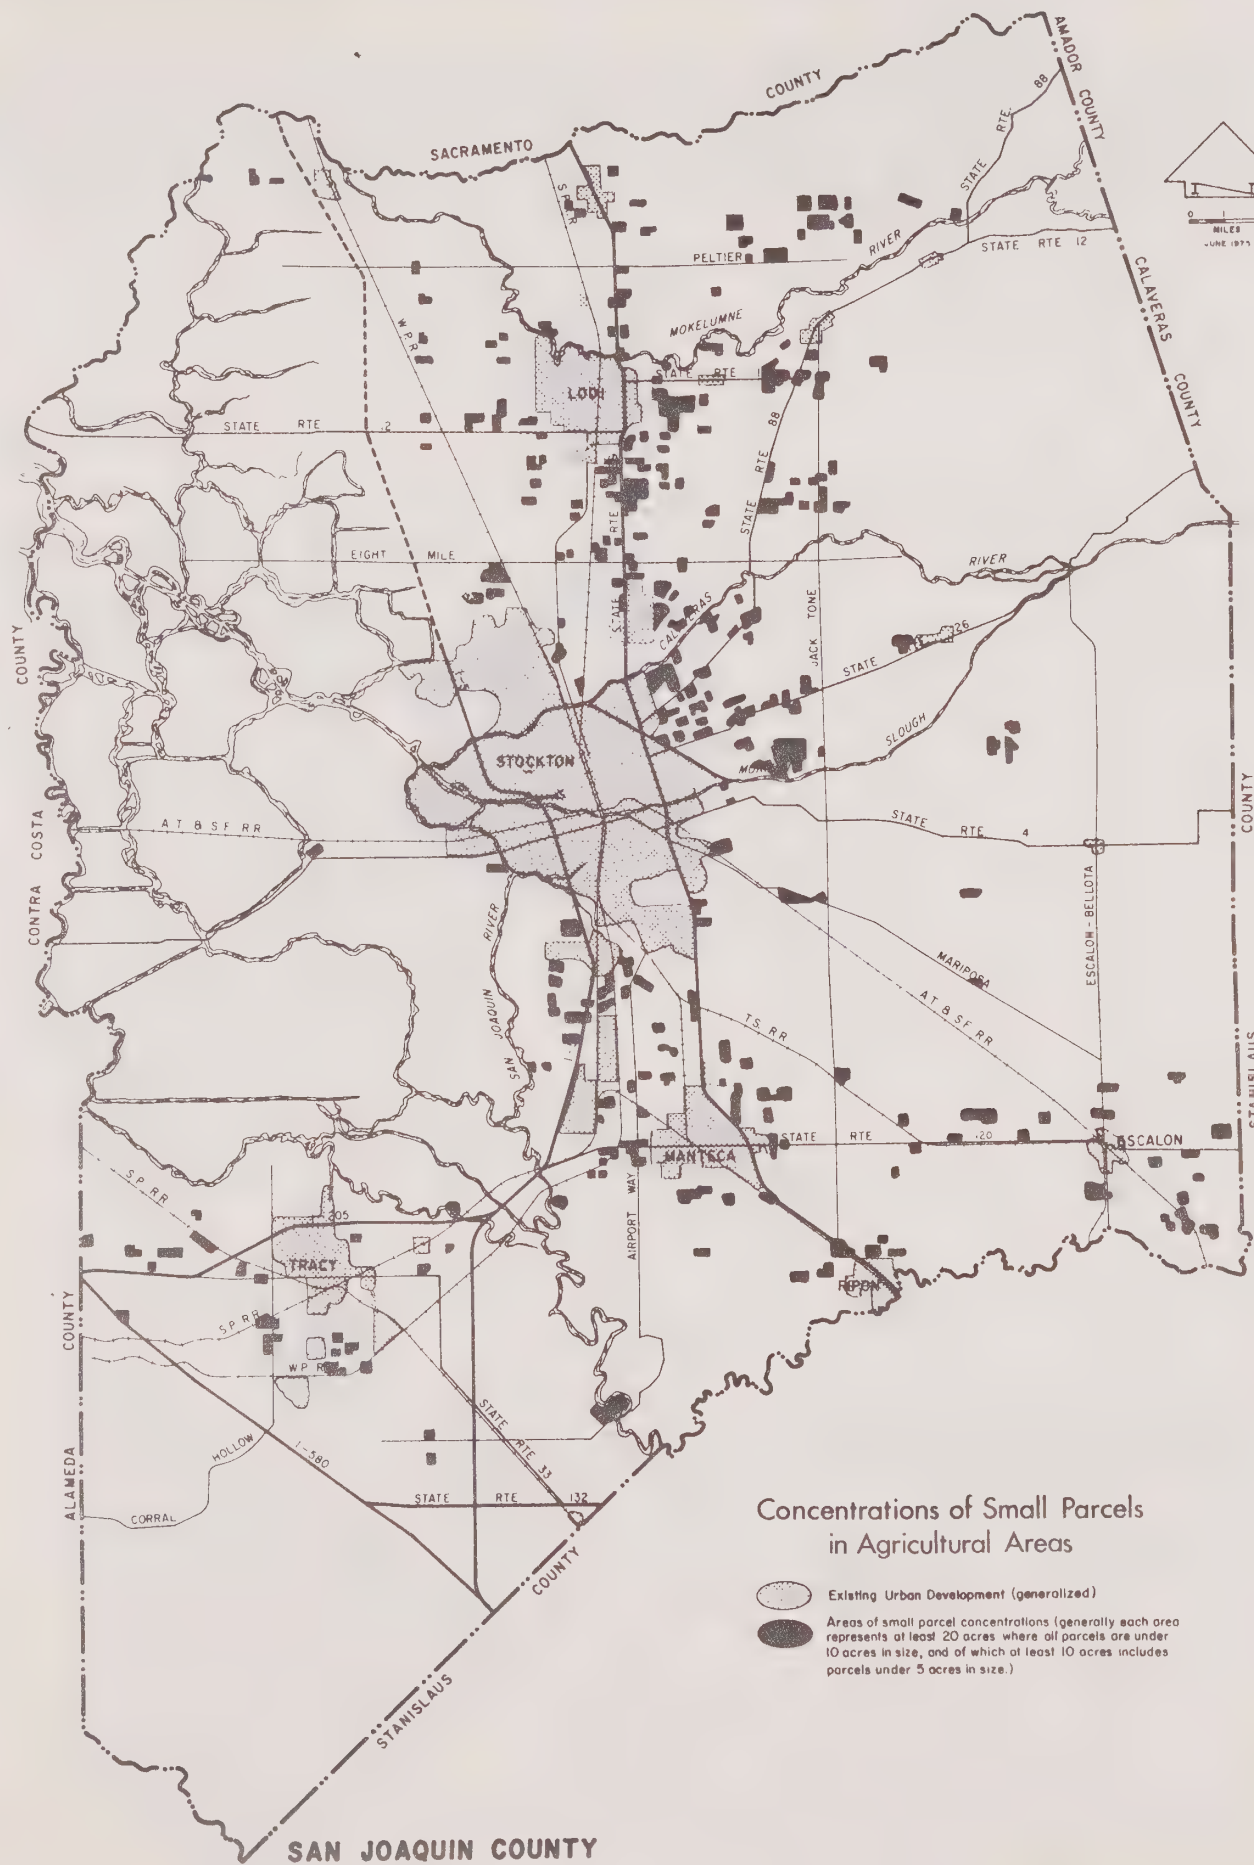 AMADOR COUNTY
COUNTY
SACRAMENTO
STATE RTE 88
0 1
MILES
S P R R
RIVER
STATE RTE 12
PELTIER
MOKELUMNE
CALAVERAS COUNTY
W.P.R.R.
LODI
STATE RTE 1
STATE RTE 12
STATE RTE 88
STATE RTE
EIGHT MILE
RIVER
COUNTY
STATE
CALAVERAS
JACK TONE
STATE 26
SLOUGH
STOCKTON
CONTRA COSTA
A T & S F RR
STATE RTE 4
COUNTY
ESCALON-BELLOTA
SAN JOAQUIN RIVER
MARIPOSA
A T & S F RR
T.S. RR
STANISLAUS
STATE RTE 120
ESCALON
MANTECA
S P R R
205
AIRPORT WAY
TRACY
RIPON
S P R R
W P R R
ALAMEDA COUNTY
HOLLOW
I-580
STATE RTE 33
STATE RTE 132
CORRAL
COUNTY
STANISLAUS
Concentrations of Small Parcels
in Agricultural Areas
Existing Urban Development (generalized)
Areas of small parcel concentrations (generally each area
represents at least 20 acres where all parcels are under
10 acres in size, and of which at least 10 acres includes
parcels under 5 acres in size.)
SAN JOAQUIN COUNTY